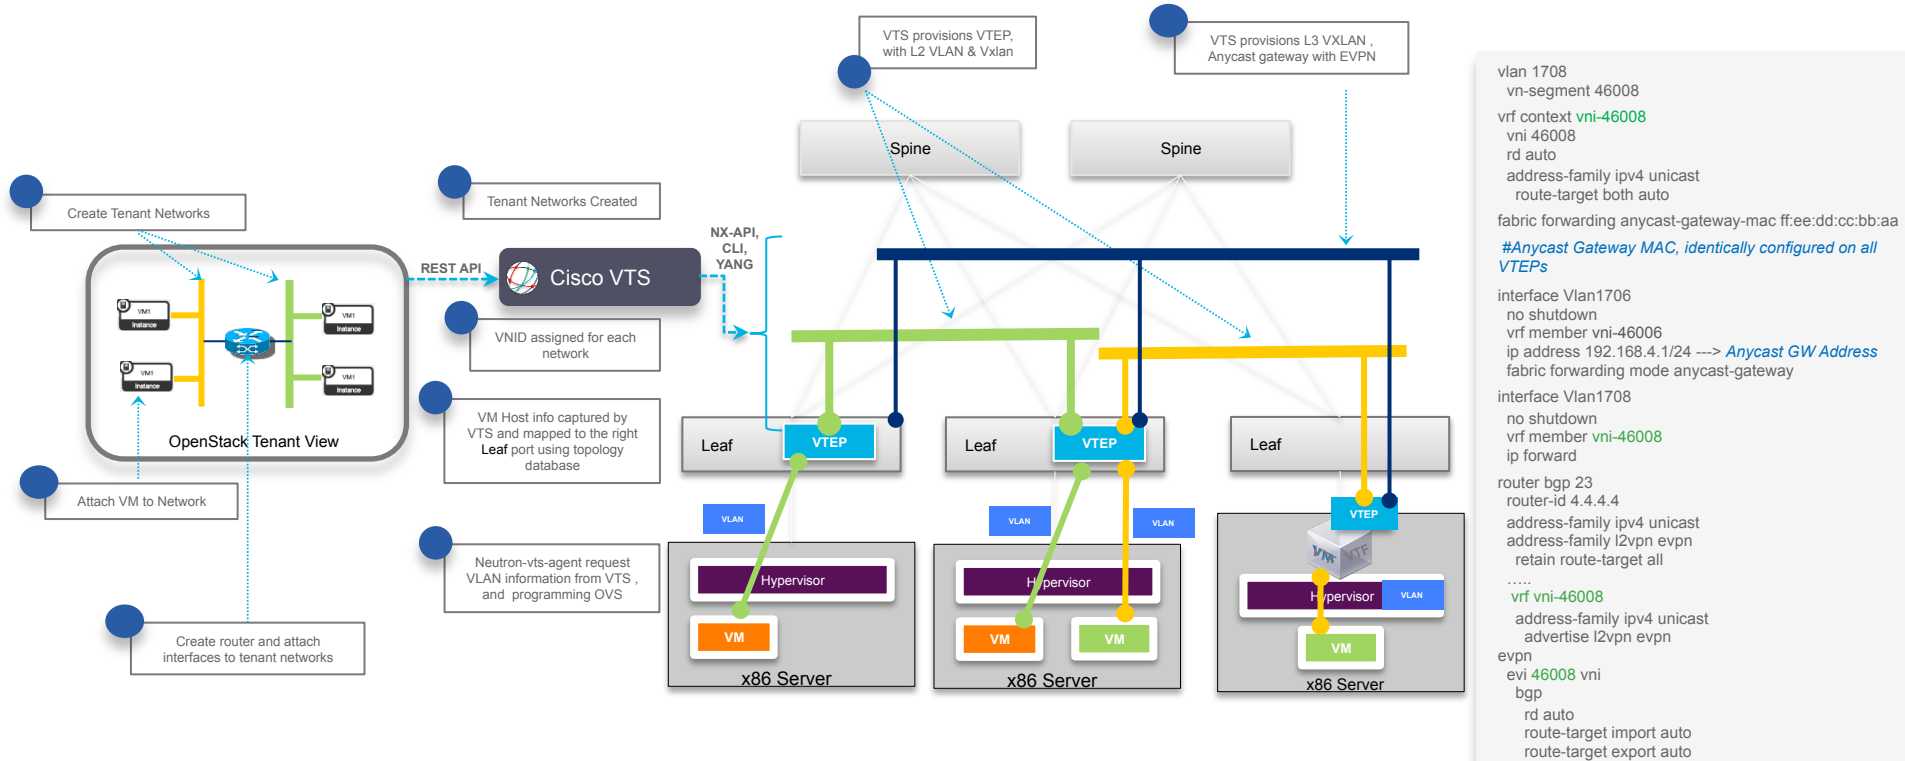 VTS provisions VTEP,
with L2 VLAN & Vxlan
VTS provisions L3 VXLAN ,
Anycast gateway with EVPN
Spine
Spine
Create Tenant Networks
Tenant Networks Created
NX-API,
CLI,
YANG
REST API
Cisco VTS
VM1
Instance
VM1
Instance
VM1
Instance
VM1
Instance
OpenStack Tenant View
VNID assigned for each
network
VM Host info captured by
VTS and mapped to the right
Leaf port using topology
database
Attach VM to Network
Neutron-vts-agent request
VLAN information from VTS ,
and programming OVS
Create router and attach
interfaces to tenant networks
Leaf
VTEP
Leaf
VTEP
Leaf
VLAN
VLAN
VLAN
VTEP
VM
VTF
Hypervisor
Hypervisor
Hypervisor
VLAN
VM
VM
VM
VM
x86 Server
x86 Server
x86 Server
vlan 1708
vn-segment 46008
vrf context vni-46008
vni 46008
rd auto
address-family ipv4 unicast
route-target both auto
fabric forwarding anycast-gateway-mac ff:ee:dd:cc:bb:aa
#Anycast Gateway MAC, identically configured on all
VTEPs
interface Vlan1706
no shutdown
vrf member vni-46006
ip address 192.168.4.1/24 ---> Anycast GW Address
fabric forwarding mode anycast-gateway
interface Vlan1708
no shutdown
vrf member vni-46008
ip forward
router bgp 23
router-id 4.4.4.4
address-family ipv4 unicast
address-family l2vpn evpn
retain route-target all
.....
vrf vni-46008
address-family ipv4 unicast
advertise l2vpn evpn
evpn
evi 46008 vni
bgp
rd auto
route-target import auto
route-target export auto